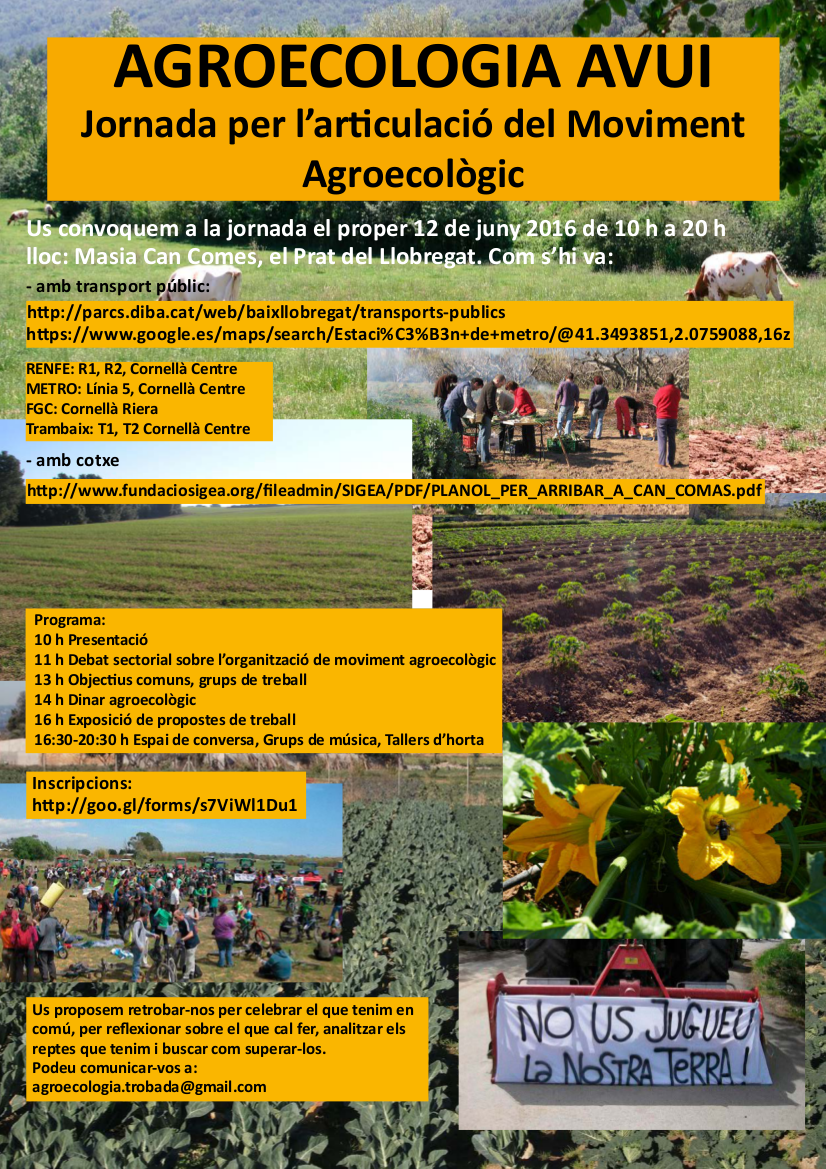 AGROECOLOGIA AVUI
Jornada per l’articulació del Moviment
Agroecològic
Us convoquem a la jornada el proper 12 de juny 2016 de 10 h a 20 h
lloc: Masia Can Comes, el Prat del Llobregat. Com s’hi va:
- amb transport públic:
http://parcs.diba.cat/web/baixllobregat/transports-publics
https://www.google.es/maps/search/Estaci%C3%B3n+de+metro/@41.3493851,2.0759088,16z
RENFE: R1, R2, Cornellà Centre
METRO: Línia 5, Cornellà Centre
FGC: Cornellà Riera
Trambaix: T1, T2 Cornellà Centre
- amb cotxe
http://www.fundaciosigea.org/fileadmin/SIGEA/PDF/PLANOL_PER_ARRIBAR_A_CAN_COMAS.pdf
Programa:
10 h Presentació
11 h Debat sectorial sobre l’organització de moviment agroecològic
13 h Objectius comuns, grups de treball
14 h Dinar agroecològic
16 h Exposició de propostes de treball
16:30-20:30 h Espai de conversa, Grups de música, Tallers d’horta
Inscripcions:
http://goo.gl/forms/s7ViWl1Du1
Us proposem retrobar-nos per celebrar el que tenim en
comú, per reflexionar sobre el que cal fer, analitzar els
reptes que tenim i buscar com superar-los.
Podeu comunicar-vos a:
agroecologia.trobada@gmail.com
NO US JUGUEU
La NOSTRA TERRA!